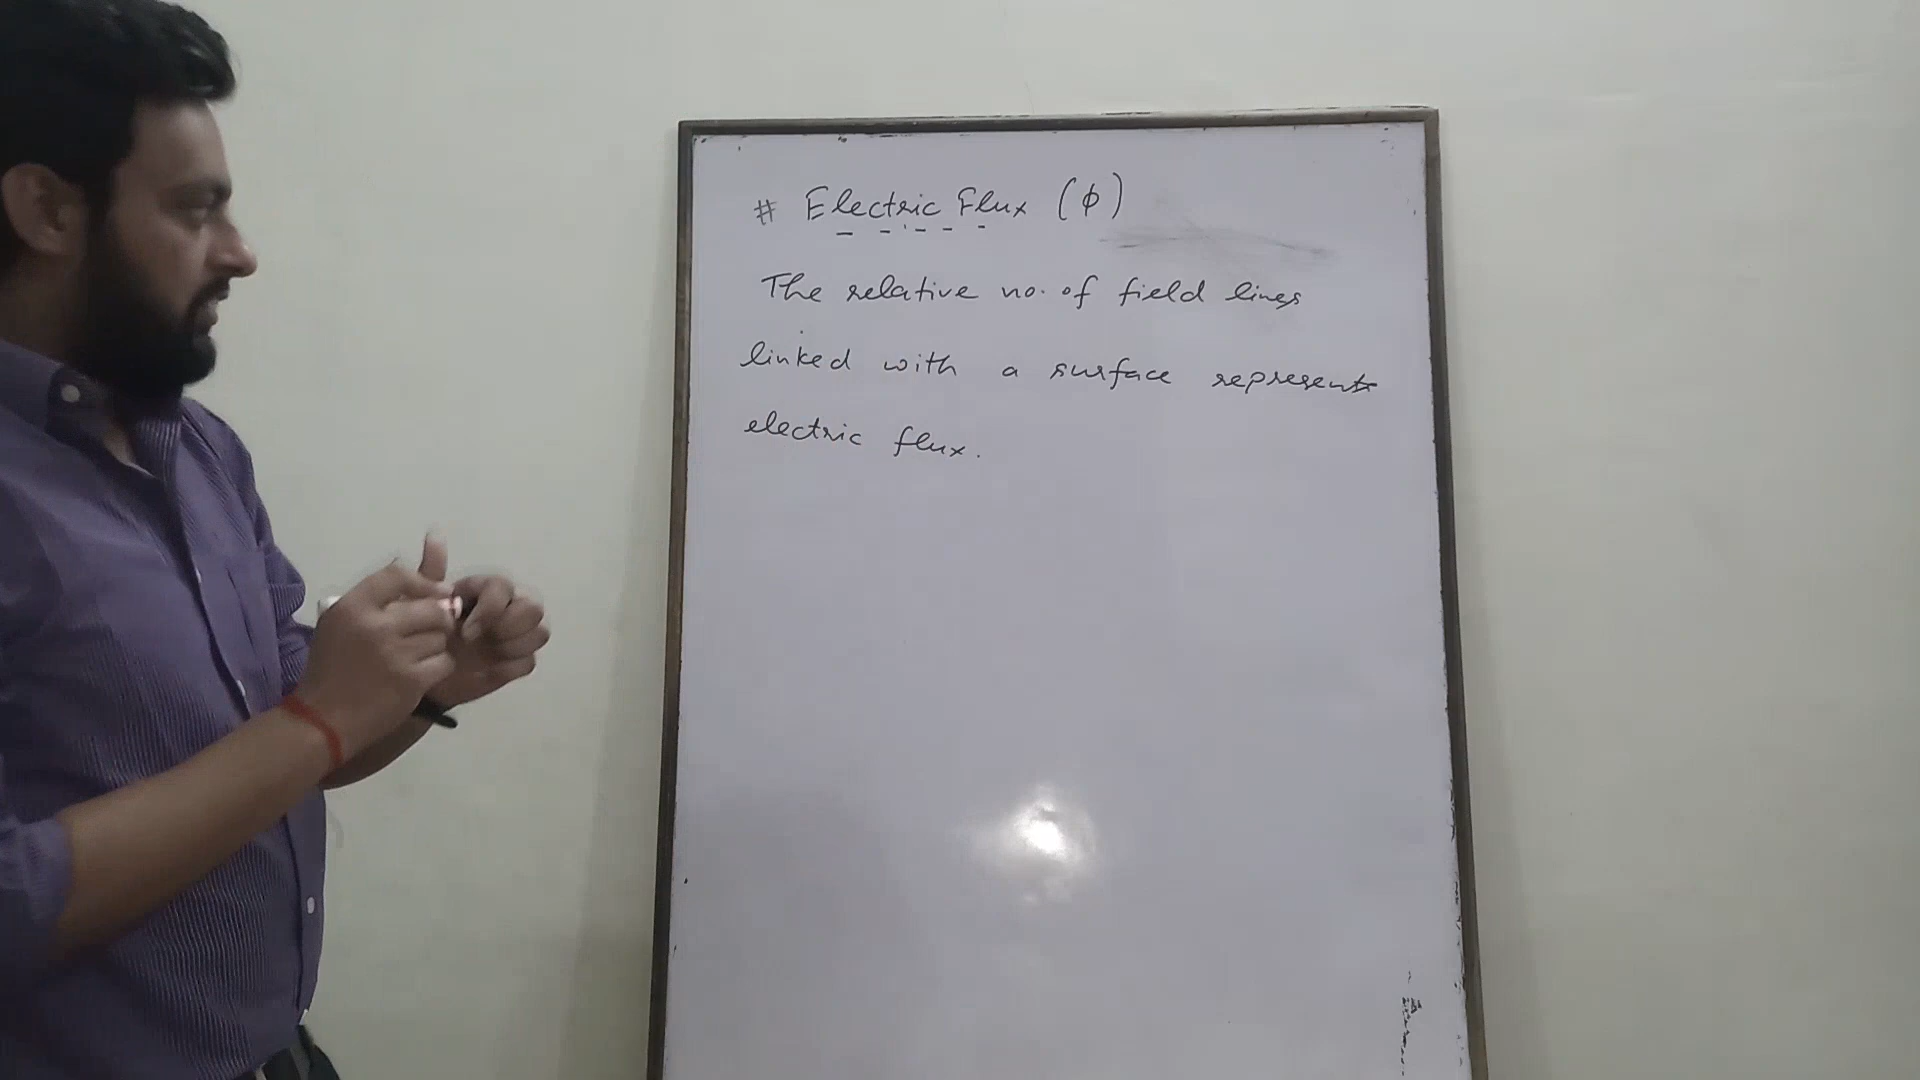 # Electric Flux (φ)
The relative no. of field lines
linked with a surface represents
electric flux.